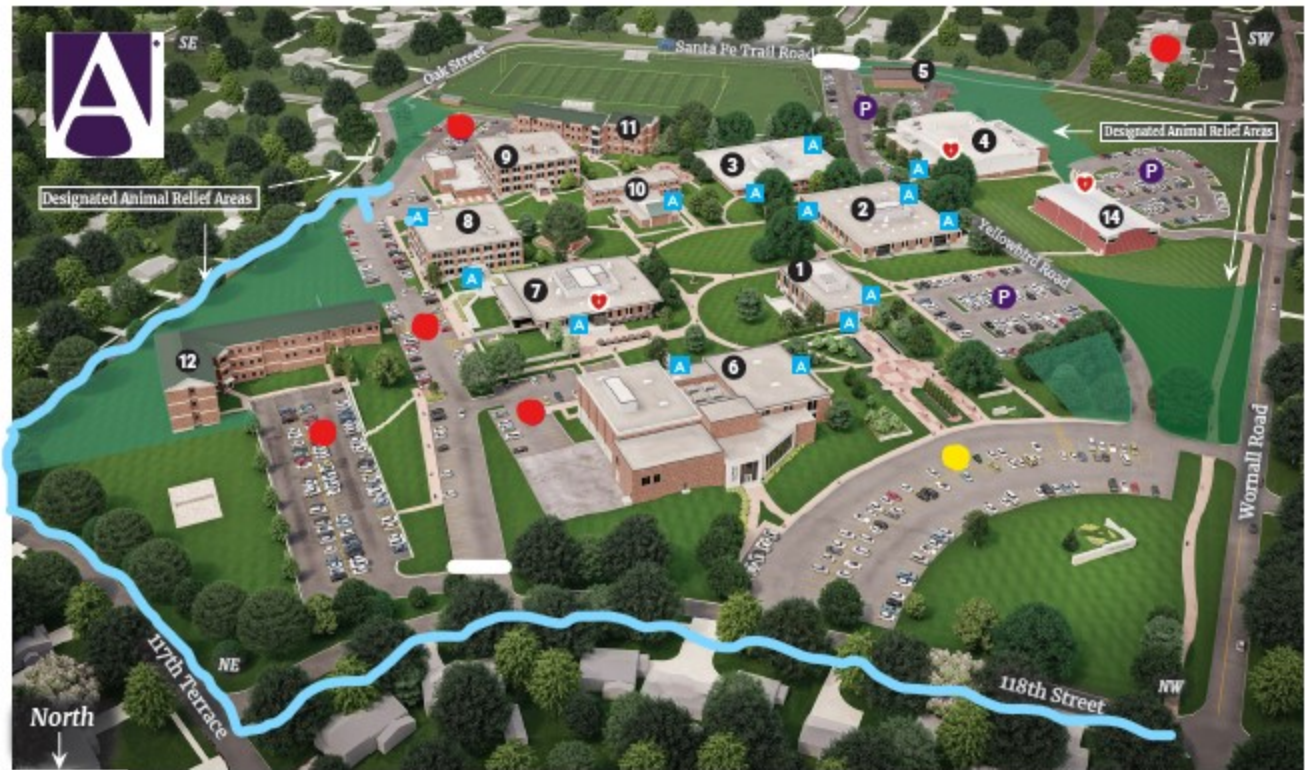 A
SE
Oak Street
Santa Fe Trail Road
SW
5
P
11
4
Designated Animal Relief Areas
9
3
A
A
P
Designated Animal Relief Areas
10
A
A
A
14
A
8
A
2
A
Yellowbird Road
A
7
1
A
P
A
A
12
A
6
A
Wornall Road
117th Terrace
NE
118th Street
NW
North